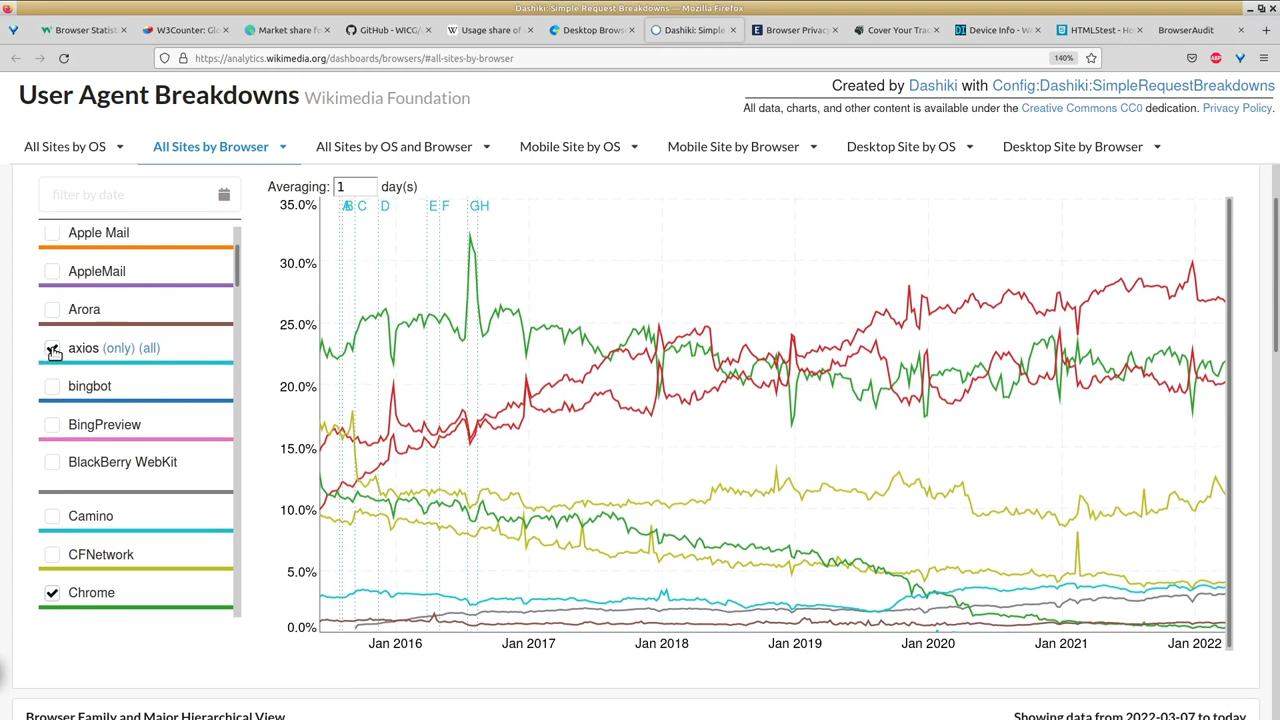 Dashiki: Simple Request Breakdowns — Mozilla Firefox
Browser Statis
W3Counter: Glo
Market share fo
GitHub - WICG/
Usage share of
Desktop Brows
Dashiki: Simple
Browser Privac
Cover Your Tra
Device Info - W
HTML5test - Ho
BrowserAudit
https://analytics.wikimedia.org/dashboards/browsers/#all-sites-by-browser
140%
User Agent Breakdowns Wikimedia Foundation
Created by Dashiki with Config:Dashiki:SimpleRequestBreakdowns
All data, charts, and other content is available under the Creative Commons CC0 dedication. Privacy Policy.
All Sites by OS
All Sites by Browser
All Sites by OS and Browser
Mobile Site by OS
Mobile Site by Browser
Desktop Site by OS
Desktop Site by Browser
filter by date
Apple Mail
AppleMail
Arora
axios (only) (all)
bingbot
BingPreview
BlackBerry WebKit
Camino
CFNetwork
Chrome
Averaging: 1 day(s)
A B C D E F G H
35.0%
30.0%
25.0%
20.0%
15.0%
10.0%
5.0%
0.0%
Jan 2016
Jan 2017
Jan 2018
Jan 2019
Jan 2020
Jan 2021
Jan 2022
Browser Family and Major Hierarchical View
Showing data from 2022-03-07 to today